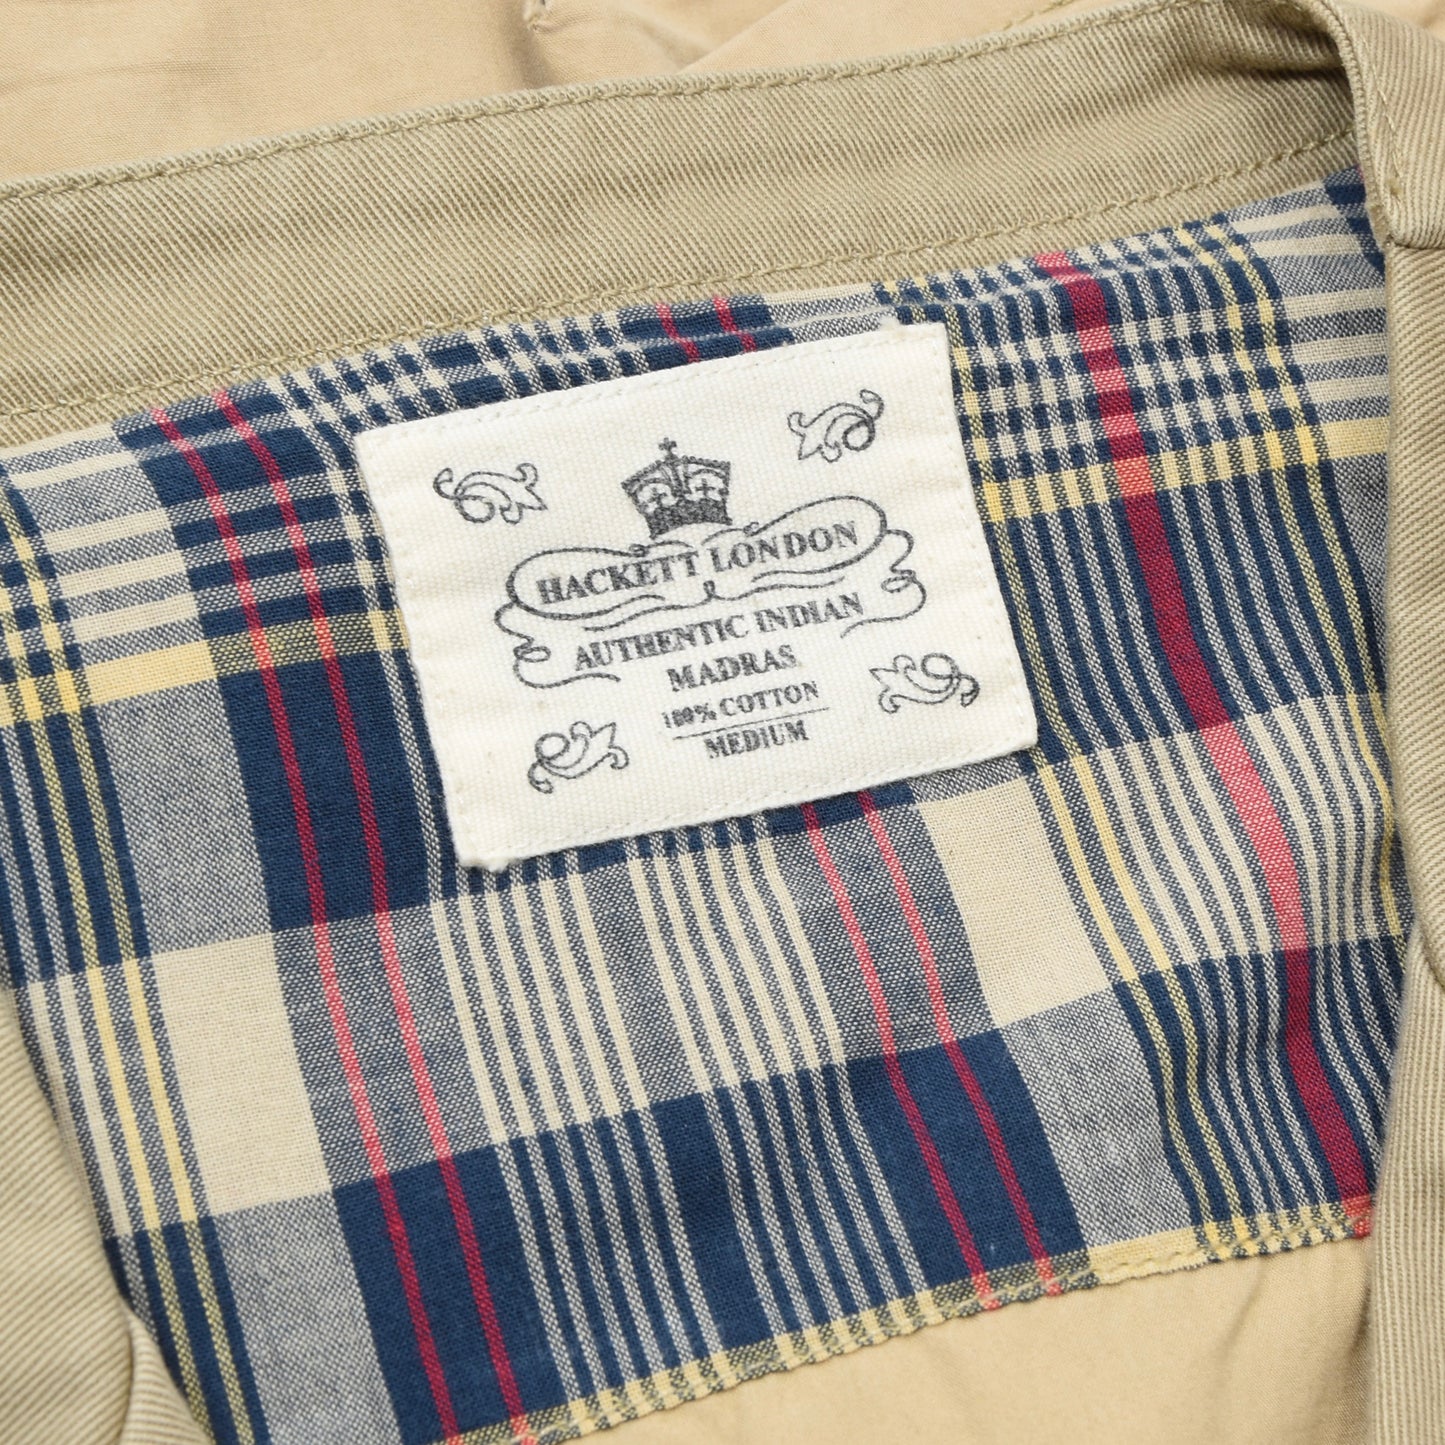 HACKETT LONDON
AUTHENTIC INDIAN
MADRAS
100% COTTON
MEDIUM